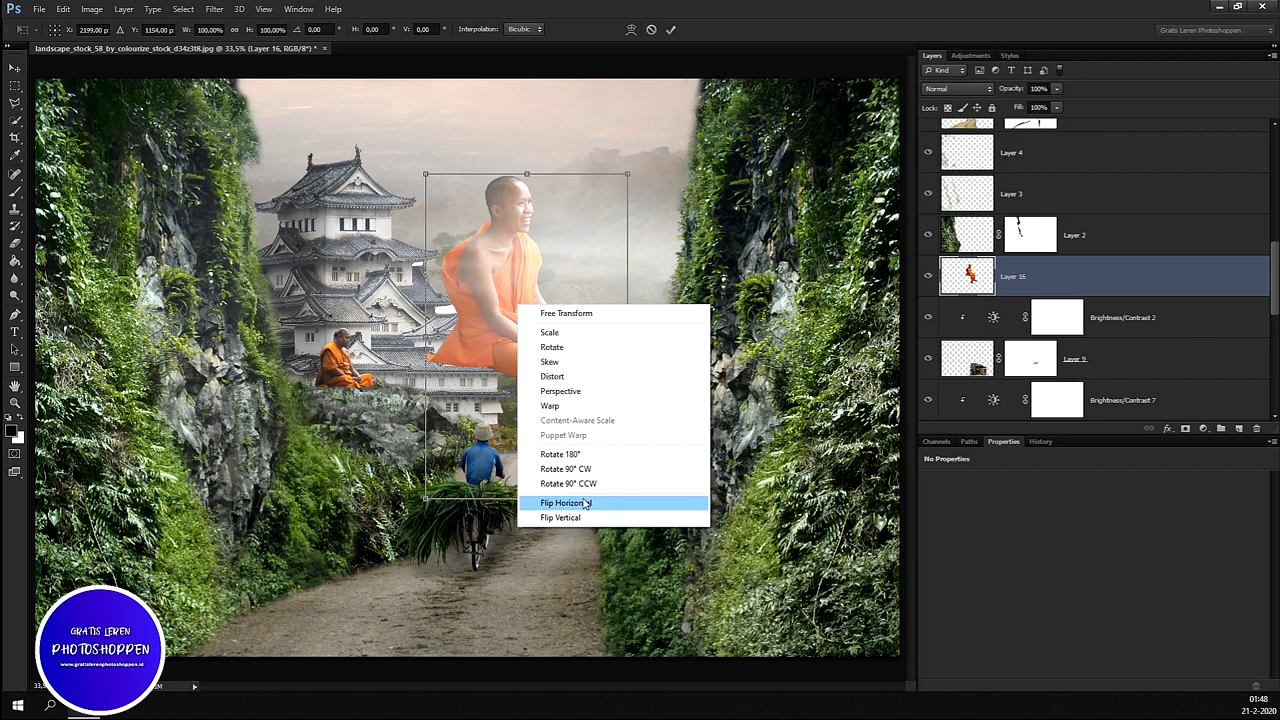 Ps File Edit Image Layer Type Select Filter 3D View Window Help
X: 2199,00 p Y: 1154,00 p W: 100,00% H: 100,00% 0,00 ° H: 0,00 ° V: 0,00 ° Interpolation: Bicubic
Gratis Leren Photoshoppen
landscape_stock_58_by_colourize_stock_d34z3t8.jpg @ 33,5% (Layer 16, RGB/8*) * ×
Layers Adjustments Styles
Kind
Normal Opacity: 100%
Lock: Fill: 100%
Layer 4
Layer 3
Layer 2
Layer 16
Brightness/Contrast 2
Layer 9
Brightness/Contrast 7
Channels Paths Properties History
No Properties
Free Transform
Scale
Rotate
Skew
Distort
Perspective
Warp
Content-Aware Scale
Puppet Warp
Rotate 180°
Rotate 90° CW
Rotate 90° CCW
Flip Horizontal
Flip Vertical
GRATIS LEREN
PHOTOSHOPPEN
www.gratislerenphotoshoppen.nl
01:48
21-2-2020